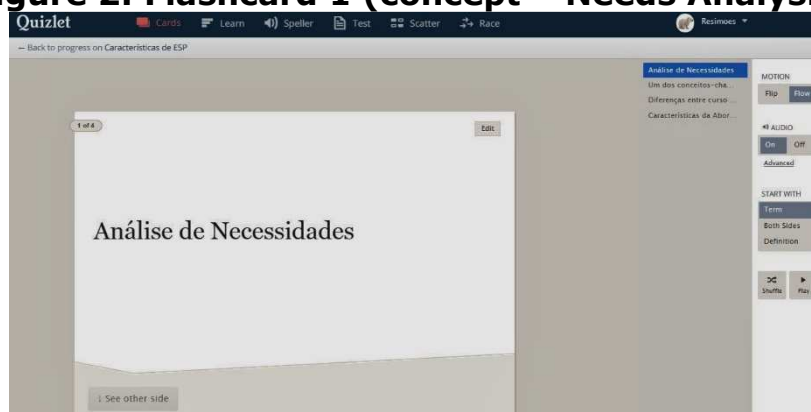 igure 2. Flashcard 1 (concept – Needs Analysi
Quizlet Cards Learn Speller Test Scatter Race Resimoes
← Back to progress on Características de ESP
1 of 4
Edit
Análise de Necessidades
See other side
Análise de Necessidades
Um dos conceitos-cha...
Diferenças entre curso ...
Características da Abor...
MOTION
Flip Flow
AUDIO
On Off
Advanced
START WITH
Term
Both Sides
Definition
Shuffle